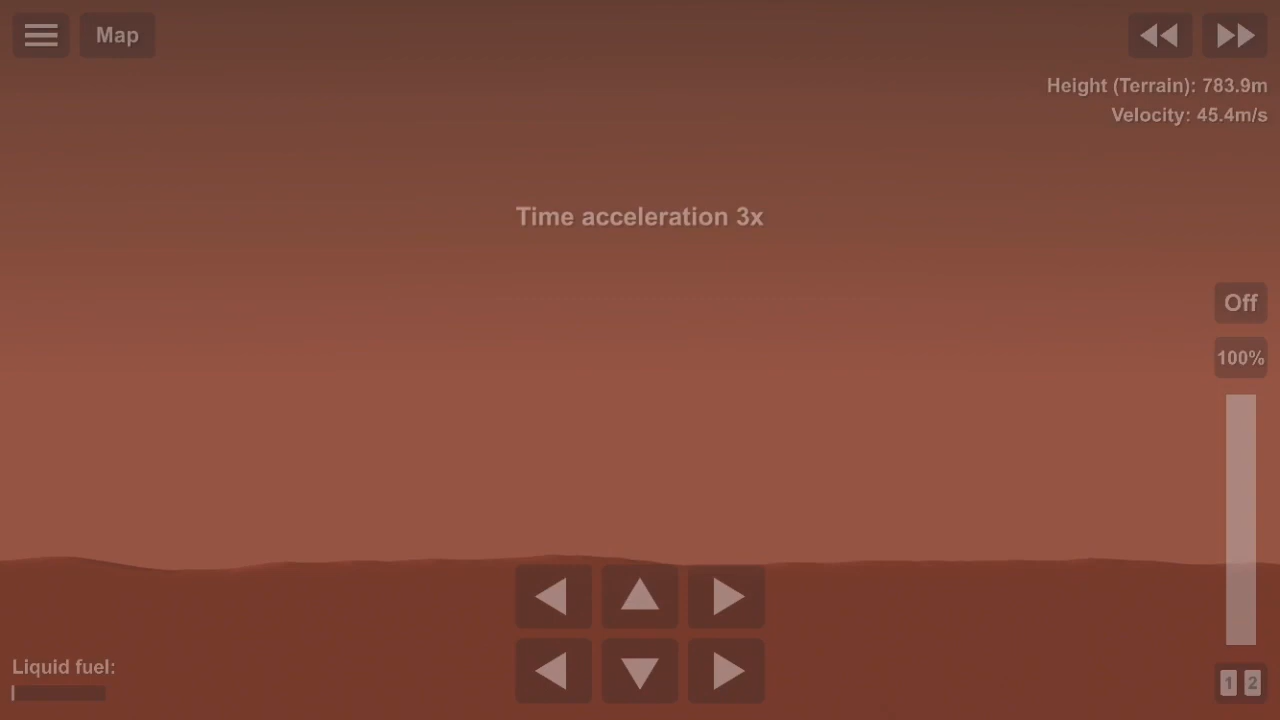 Map
Height (Terrain): 783.9m
Velocity: 45.4m/s
Time acceleration 3x
Off
100%
Liquid fuel:
1 2